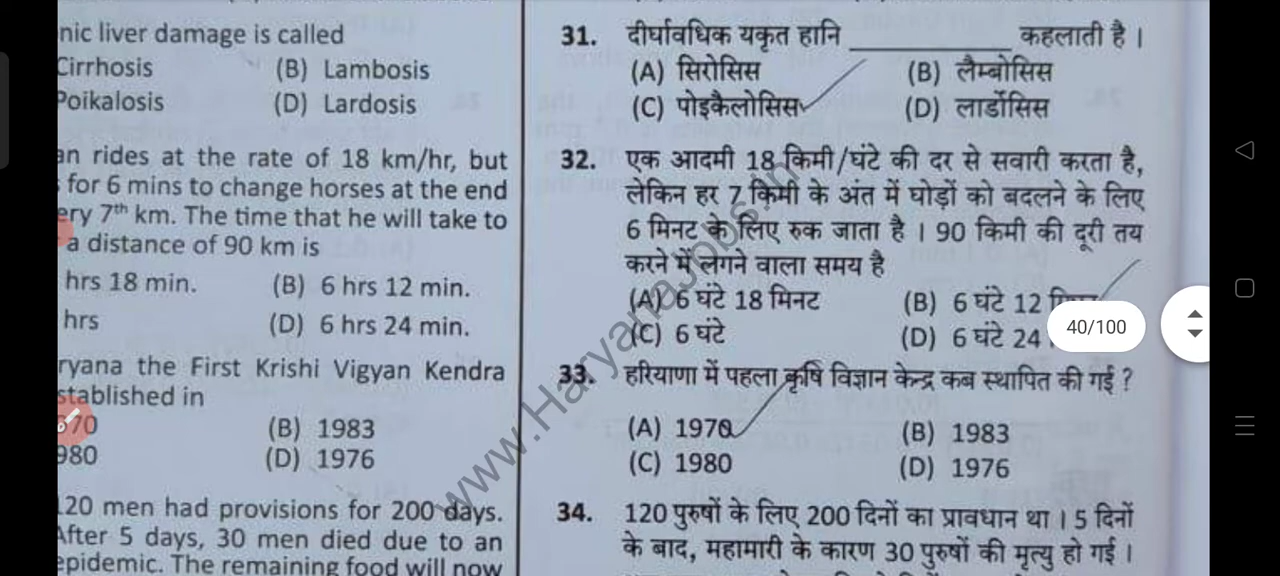 nic liver damage is called
Cirrhosis (B) Lambosis
Poikalosis (D) Lardosis
an rides at the rate of 18 km/hr, but
for 6 mins to change horses at the end
ery 7th km. The time that he will take to
a distance of 90 km is
hrs 18 min. (B) 6 hrs 12 min.
hrs (D) 6 hrs 24 min.
ryana the First Krishi Vigyan Kendra
stablished in
70 (B) 1983
980 (D) 1976
120 men had provisions for 200 days.
After 5 days, 30 men died due to an
epidemic. The remaining food will now
31. दीर्घावधिक यकृत हानि ____________ कहलाती है ।
(A) सिरोसिस (B) लैम्बोसिस
(C) पोइकैलोसिस (D) लार्डोसिस
32. एक आदमी 18 किमी/घंटे की दर से सवारी करता है,
लेकिन हर 7 किमी के अंत में घोड़ों को बदलने के लिए
6 मिनट के लिए रुक जाता है । 90 किमी की दूरी तय
करने में लगने वाला समय है
(A) 6 घंटे 18 मिनट (B) 6 घंटे 12
(C) 6 घंटे (D) 6 घंटे 24
40/100
33. हरियाणा में पहला कृषि विज्ञान केन्द्र कब स्थापित की गई ?
(A) 1970 (B) 1983
(C) 1980 (D) 1976
34. 120 पुरुषों के लिए 200 दिनों का प्रावधान था । 5 दिनों
के बाद, महामारी के कारण 30 पुरुषों की मृत्यु हो गई ।
www.Haryanajobs.in